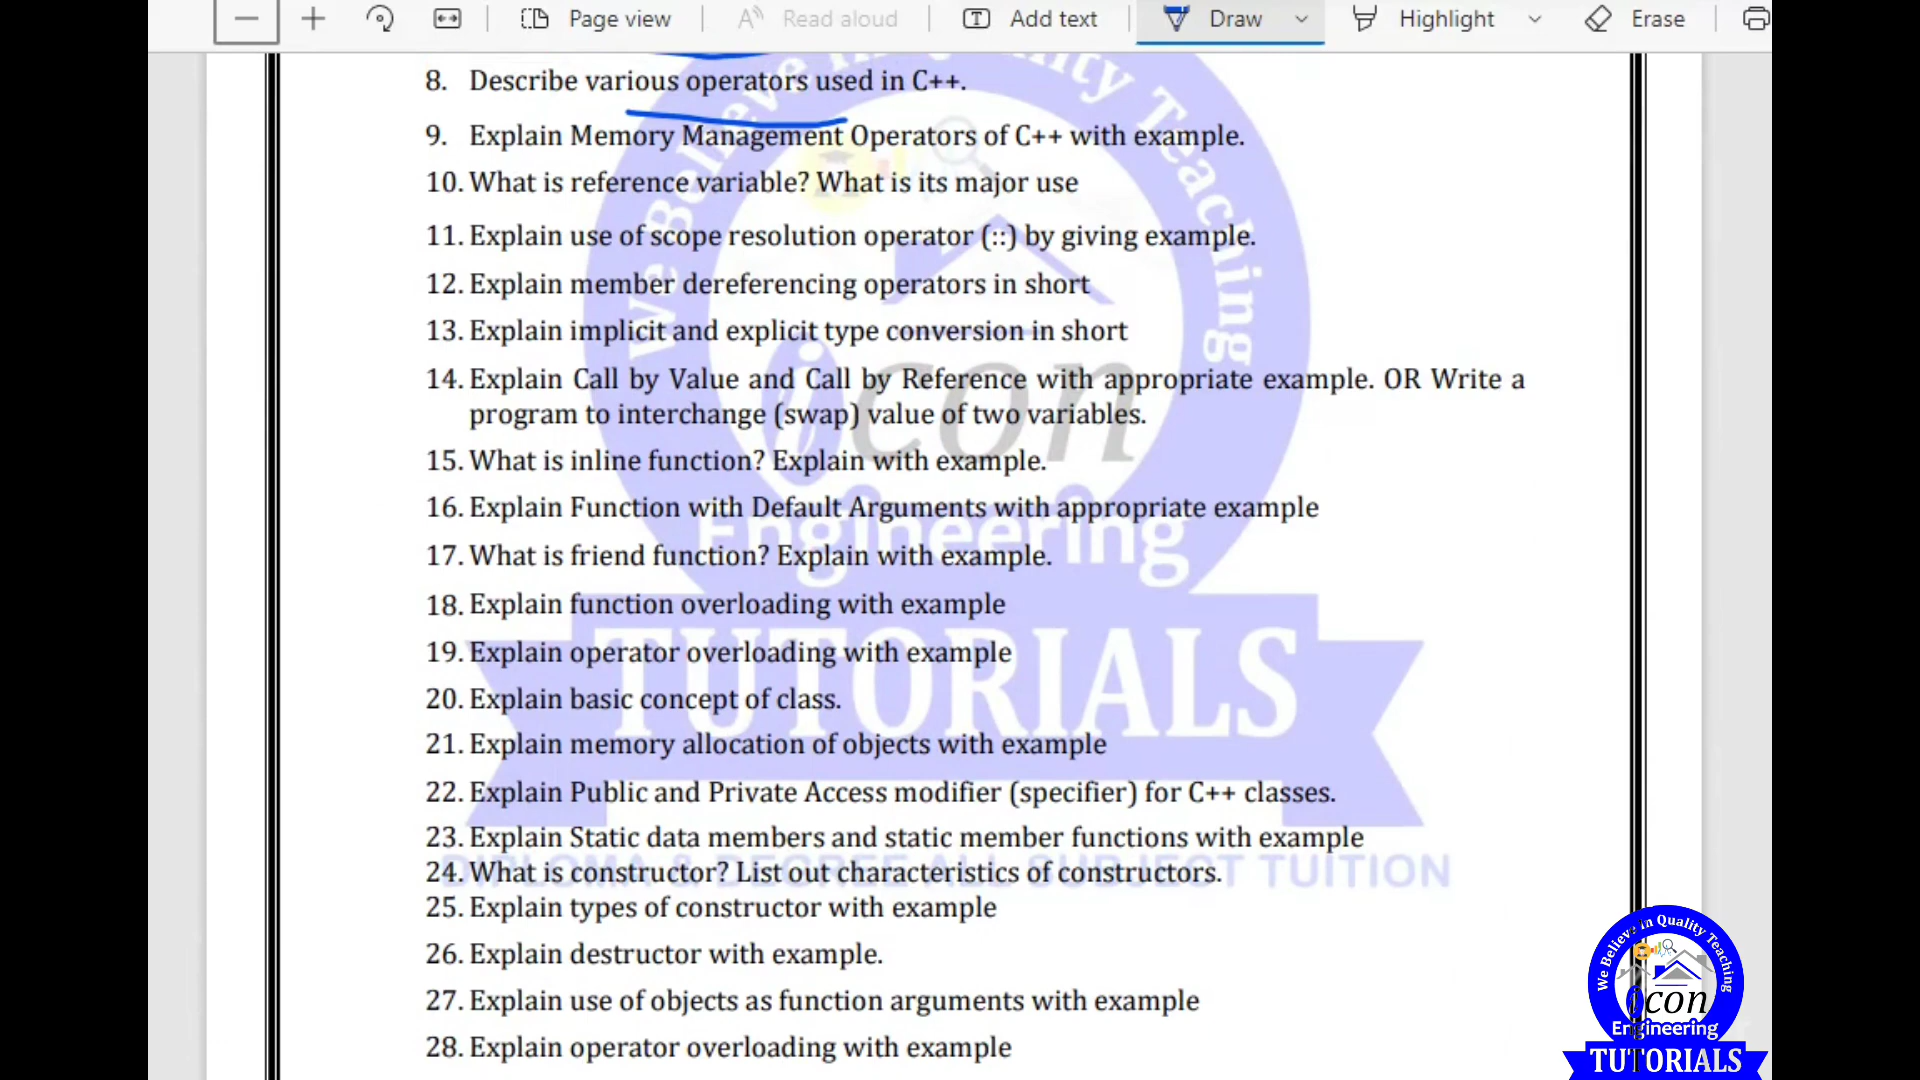 Page view
Read aloud
Add text
Draw
Highlight
Erase
8. Describe various operators used in C++.
9. Explain Memory Management Operators of C++ with example.
10. What is reference variable? What is its major use
11. Explain use of scope resolution operator (::) by giving example.
12. Explain member dereferencing operators in short
13. Explain implicit and explicit type conversion in short
14. Explain Call by Value and Call by Reference with appropriate example. OR Write a
program to interchange (swap) value of two variables.
15. What is inline function? Explain with example.
16. Explain Function with Default Arguments with appropriate example
17. What is friend function? Explain with example.
18. Explain function overloading with example
19. Explain operator overloading with example
20. Explain basic concept of class.
21. Explain memory allocation of objects with example
22. Explain Public and Private Access modifier (specifier) for C++ classes.
23. Explain Static data members and static member functions with example
24. What is constructor? List out characteristics of constructors.
25. Explain types of constructor with example
26. Explain destructor with example.
27. Explain use of objects as function arguments with example
28. Explain operator overloading with example
We Believe in Quality Teaching
icon
Engineering
TUTORIALS
DIPLOMA & DEGREE ALL SUBJECT TUITION
We Believe in Quality Teaching
icon
Engineering
TUTORIALS